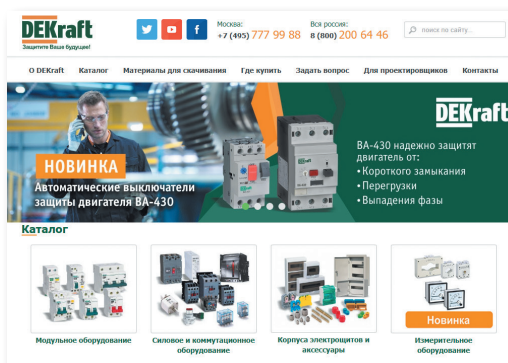 DEKraft
Защитите Ваше будущее!
Москва:
+7 (495) 777 99 88
Вся россия:
8 (800) 200 64 46
поиск по сайту...
О DEKraft Каталог Материалы для скачивания Где купить Задать вопрос Для проектировщиков Контакты
DEKraft
НОВИНКА
Автоматические выключатели
защиты двигателя ВА-430
ВА-430 надежно защитят
двигатель от:
• Короткого замыкания
• Перегрузки
• Выпадения фазы
Каталог
Модульное оборудование
Силовое и коммутационное
оборудование
Корпуса электрощитов и
аксессуары
Новинка
Измерительное
оборудование